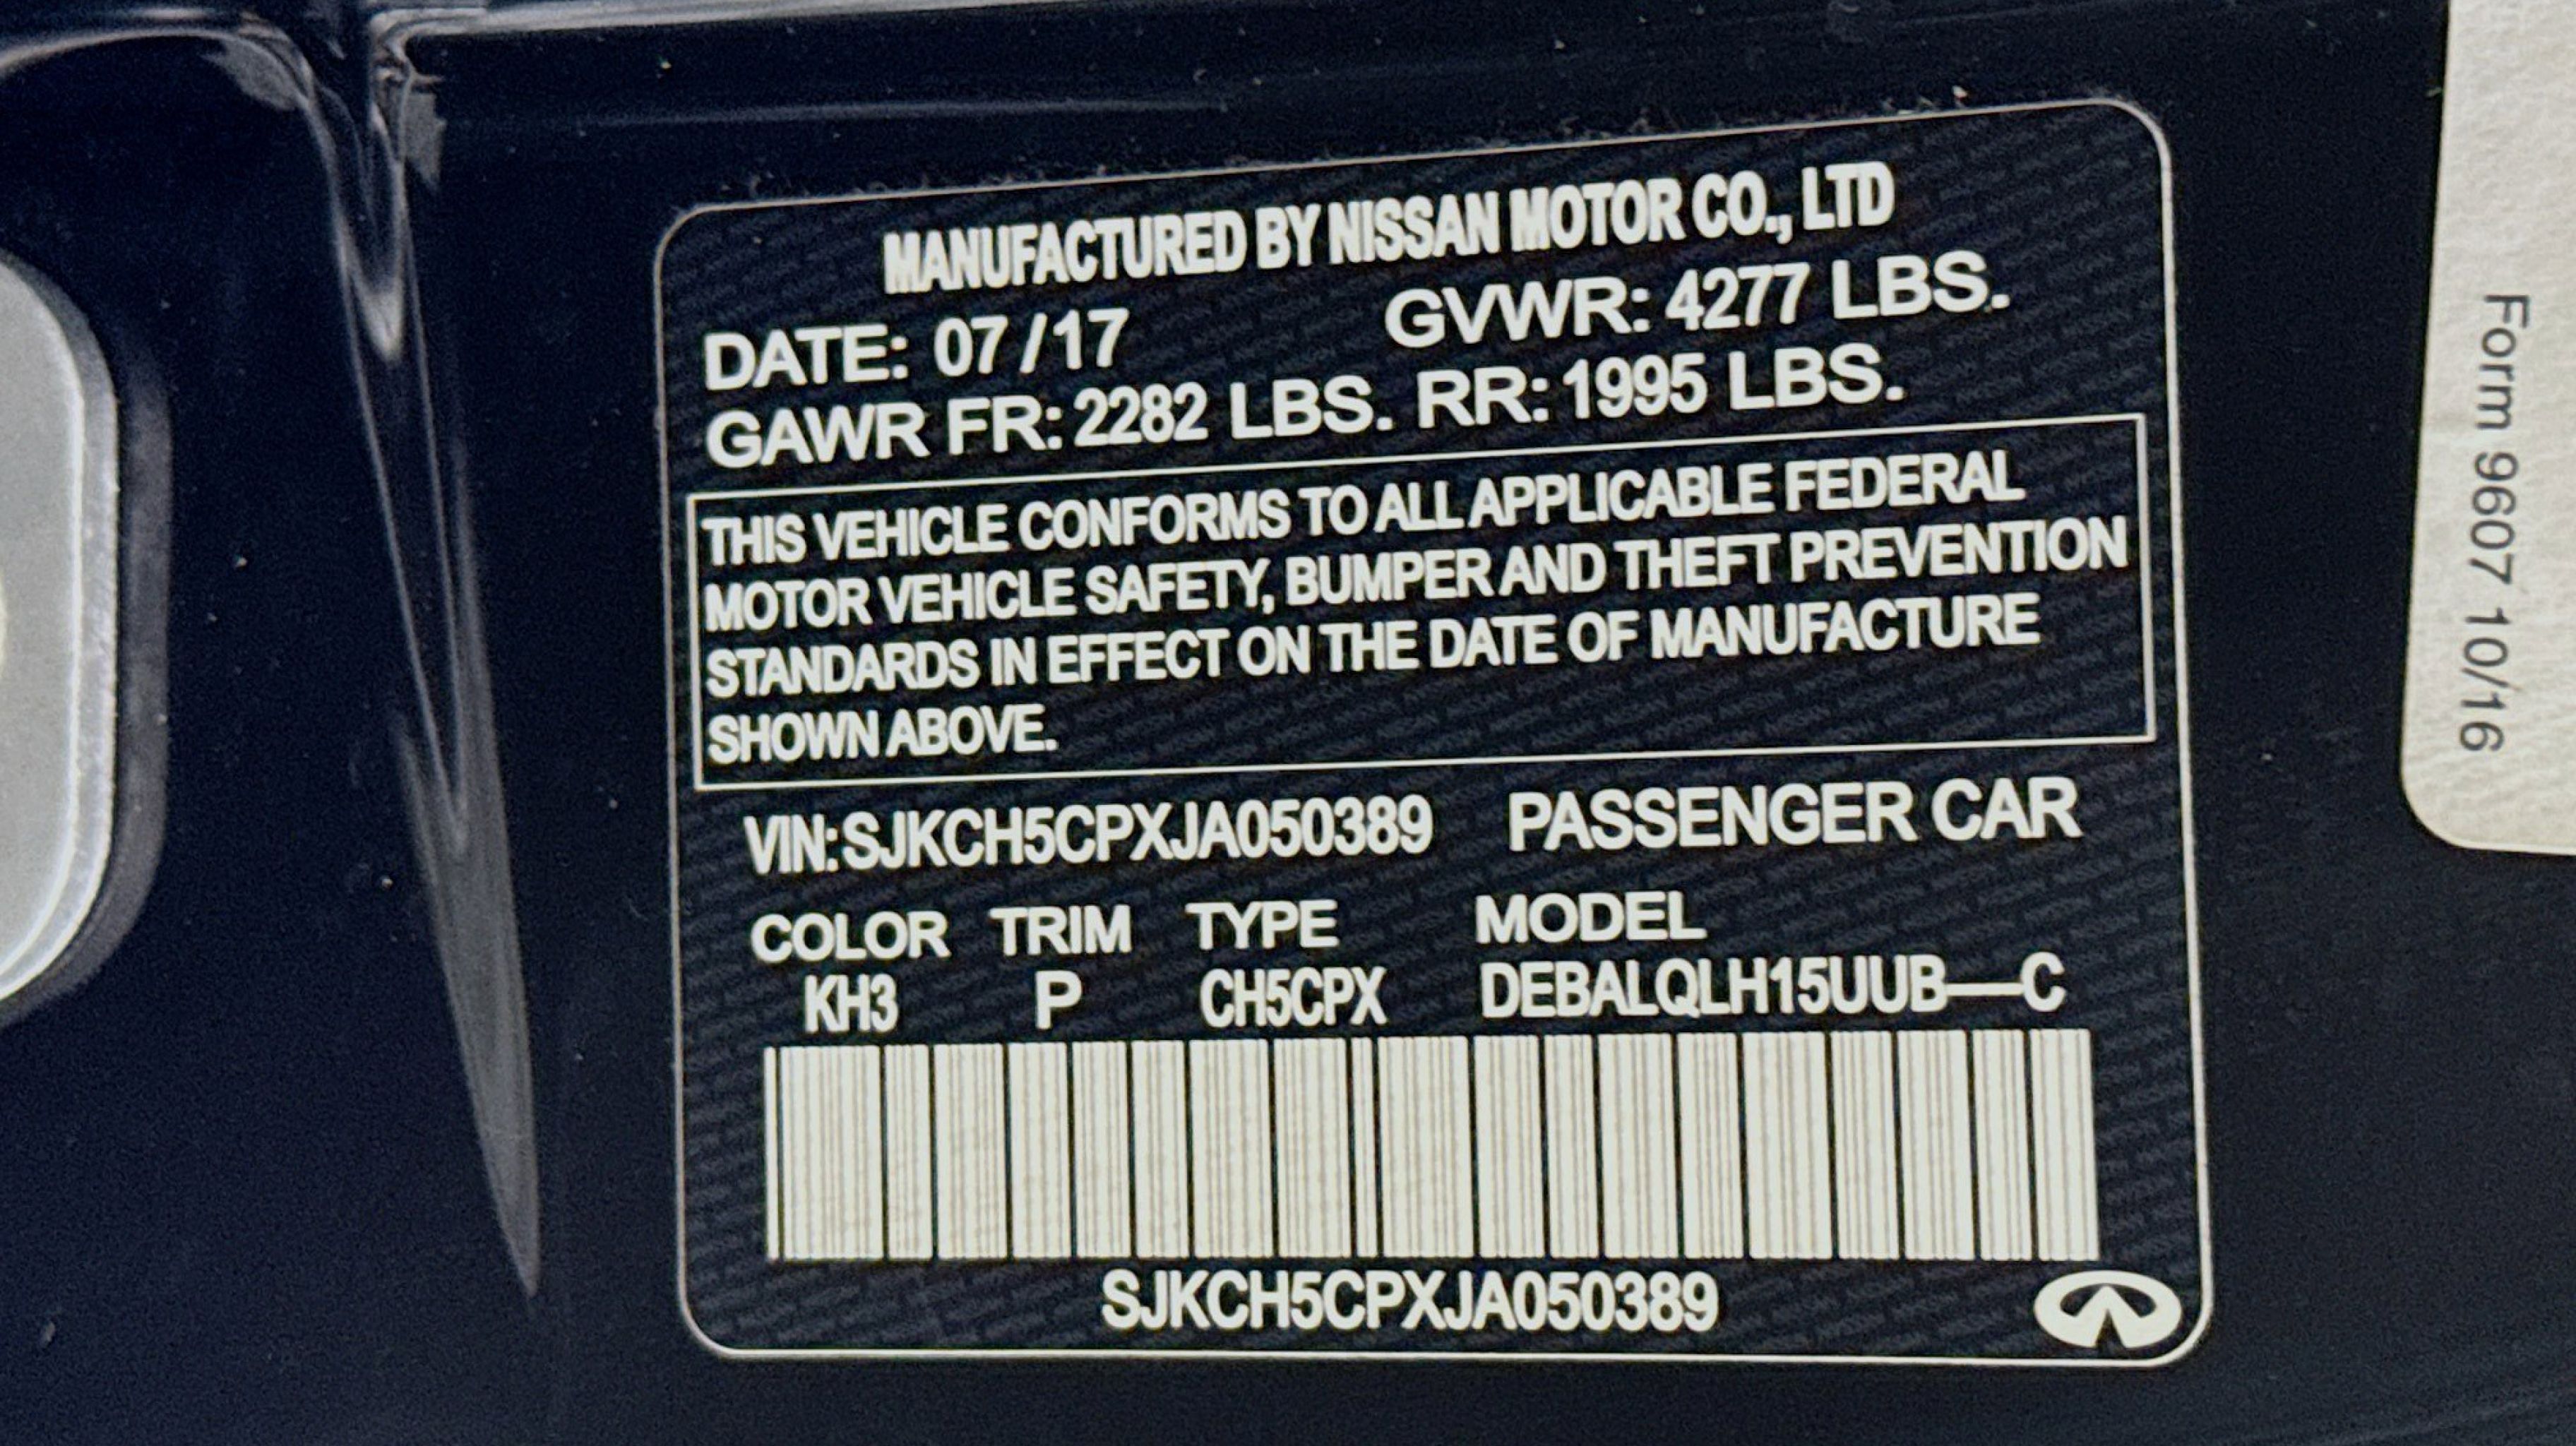 MANUFACTURED BY NISSAN MOTOR CO., LTD
DATE: 07/17 GVWR: 4277 LBS.
GAWR FR: 2282 LBS. RR: 1995 LBS.
THIS VEHICLE CONFORMS TO ALL APPLICABLE FEDERAL
MOTOR VEHICLE SAFETY, BUMPER AND THEFT PREVENTION
STANDARDS IN EFFECT ON THE DATE OF MANUFACTURE
SHOWN ABOVE.
VIN:SJKCH5CPXJA050389 PASSENGER CAR
COLOR TRIM TYPE MODEL
KH3 P CH5CPX DEBALQLH15UUB—C
SJKCH5CPXJA050389
Form 9607 10/16